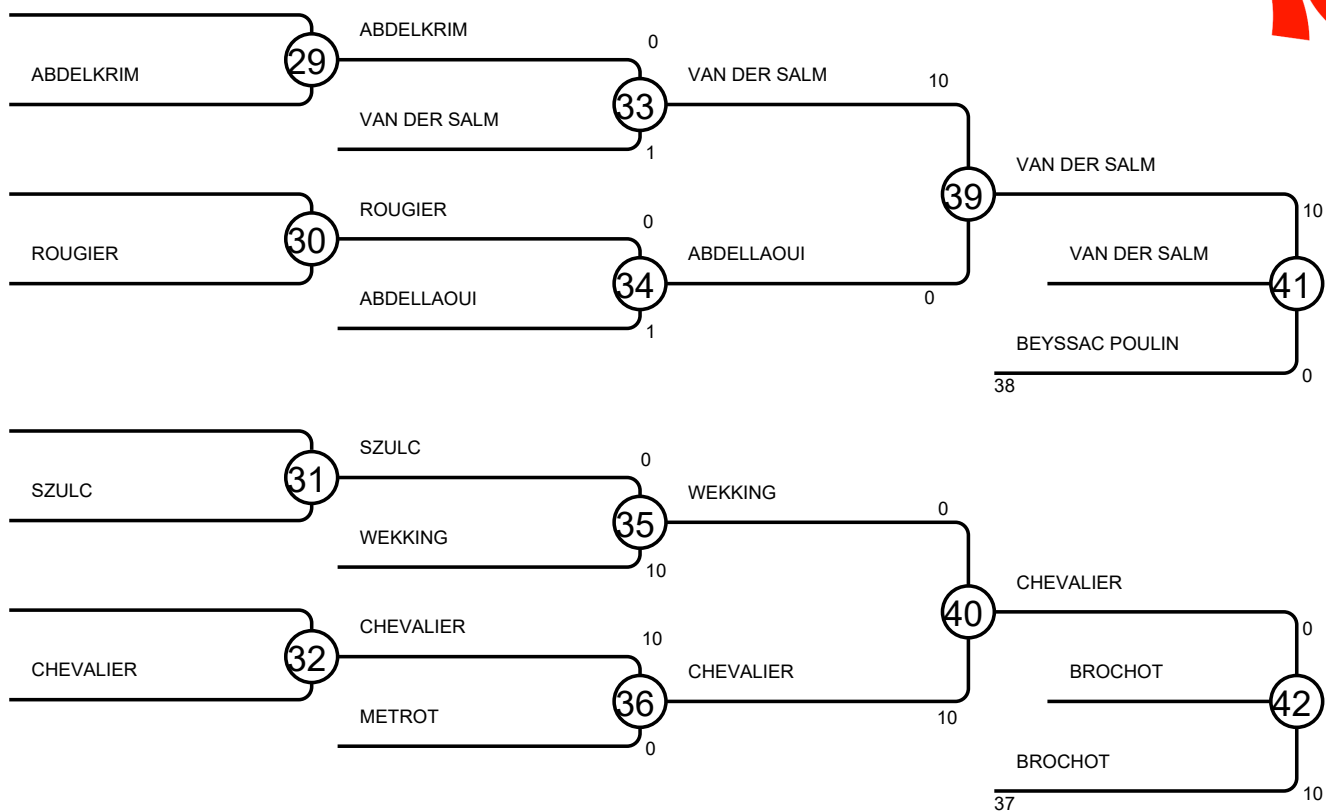 ABDELKRIM
0
29
ABDELKRIM
VAN DER SALM
10
33
VAN DER SALM
1
VAN DER SALM
39
10
ROUGIER
0
30
ROUGIER
ABDELLAOUI
VAN DER SALM
34
41
ABDELLAOUI
0
1
BEYSSAC POULIN
38
0
SZULC
0
31
SZULC
WEKKING
0
35
WEKKING
10
CHEVALIER
40
0
CHEVALIER
10
32
CHEVALIER
CHEVALIER
BROCHOT
36
42
METROT
10
0
BROCHOT
37
10